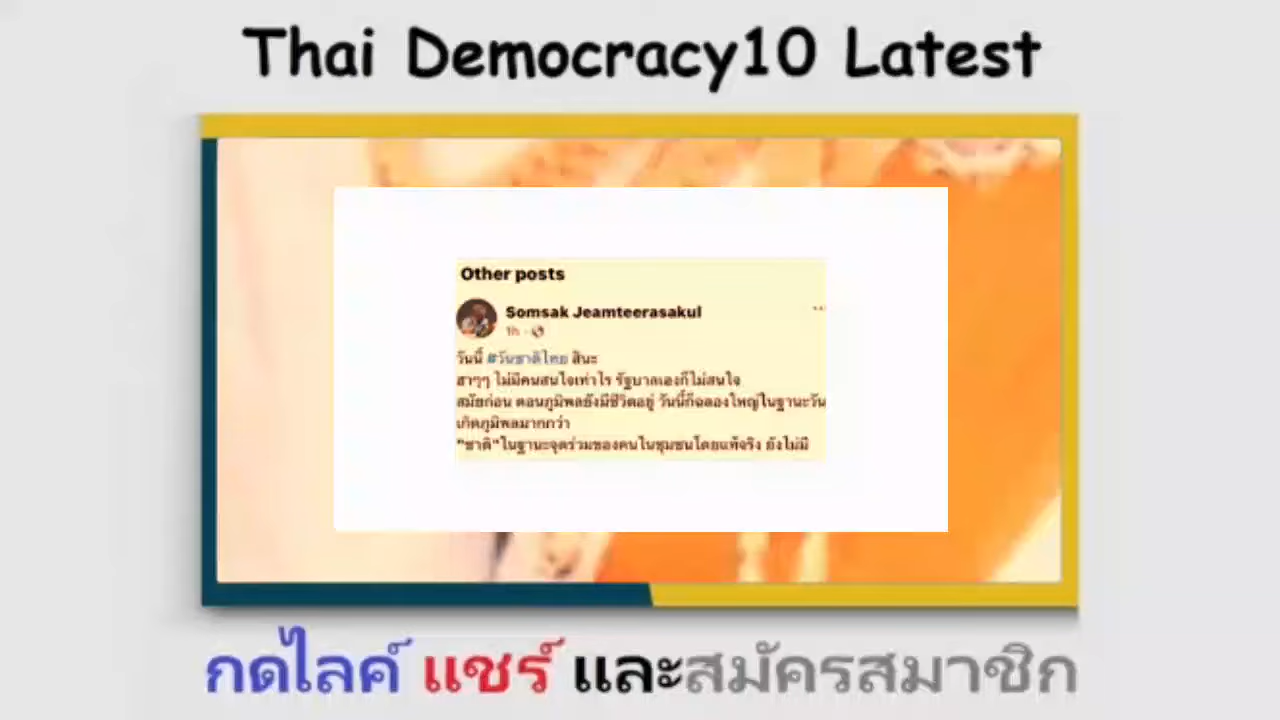 Thai Democracy10 Latest
Other posts
Somsak Jeamteerasakul
1h ·
วันนี้ #วันชาติไทย สินะ
ฮาๆๆ ไม่มีคนสนใจเท่าไร รัฐบาลเองก็ไม่สนใจ
สมัยก่อน ตอนภูมิพลยังมีชีวิตอยู่ วันนี้ก็ฉลองใหญ่ในฐานะวัน
เกิดภูมิพลมากกว่า
"ชาติ"ในฐานะจุดร่วมของคนในชุมชนโดยแท้จริง ยังไม่มี
กดไลค์ แชร์ และสมัครสมาชิก